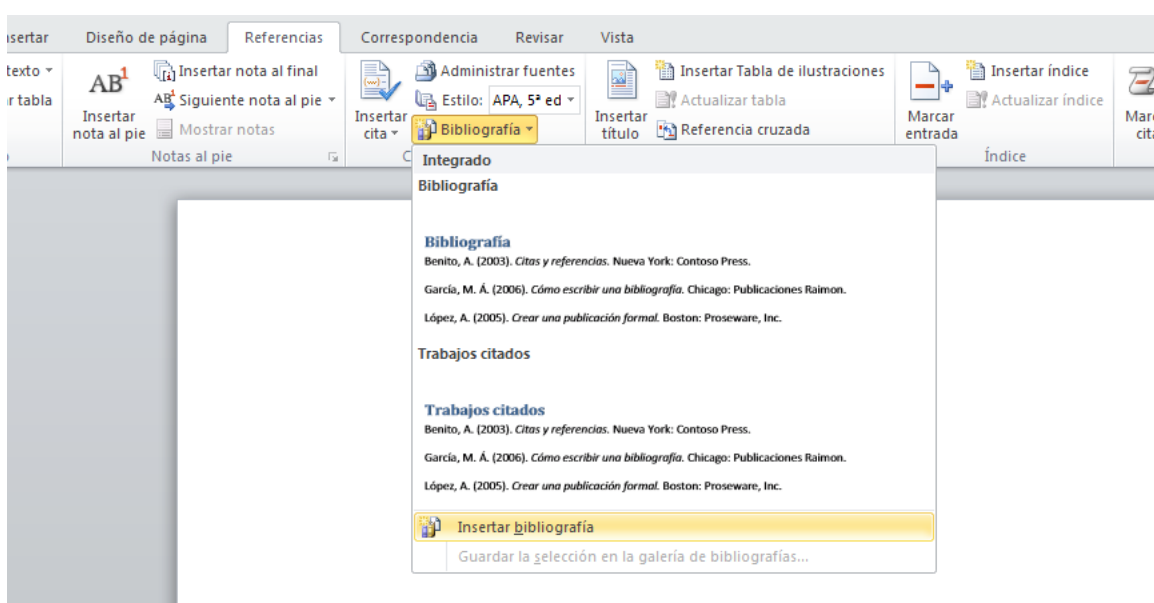 Diseño de página Referencias Correspondencia Revisar Vista
texto Insertar nota al final Administrar fuentes Insertar Tabla de ilustraciones Insertar índice
tabla AB1 Siguiente nota al pie Estilo: APA, 5ª ed Actualizar tabla Actualizar índice
Insertar nota al pie Mostrar notas Insertar cita Bibliografía Insertar título Referencia cruzada Marcar entrada
Notas al pie Índice
Integrado
Bibliografía
Bibliografía
Benito, A. (2003). Citas y referencias. Nueva York: Contoso Press.
García, M. Á. (2006). Cómo escribir una bibliografía. Chicago: Publicaciones Raimon.
López, A. (2005). Crear una publicación formal. Boston: Proseware, Inc.
Trabajos citados
Trabajos citados
Benito, A. (2003). Citas y referencias. Nueva York: Contoso Press.
García, M. Á. (2006). Cómo escribir una bibliografía. Chicago: Publicaciones Raimon.
López, A. (2005). Crear una publicación formal. Boston: Proseware, Inc.
Insertar bibliografía
Guardar la selección en la galería de bibliografías...